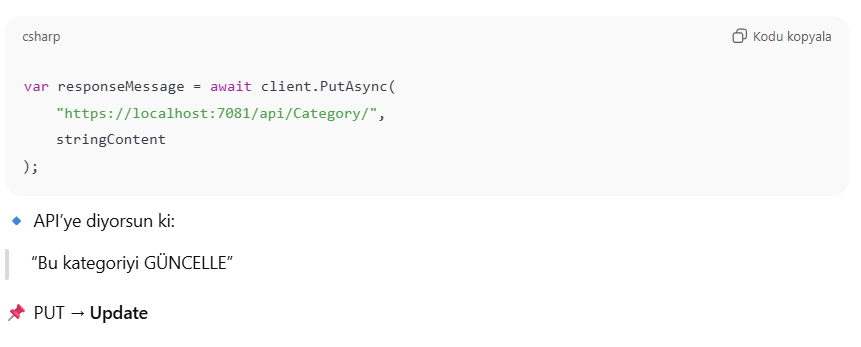 csharp
Kodu kopyala
var responseMessage = await client.PutAsync(
"https://localhost:7081/api/Category/",
stringContent
);
API’ye diyorsun ki:
“Bu kategoriyi GÜNCELLE”
PUT → Update